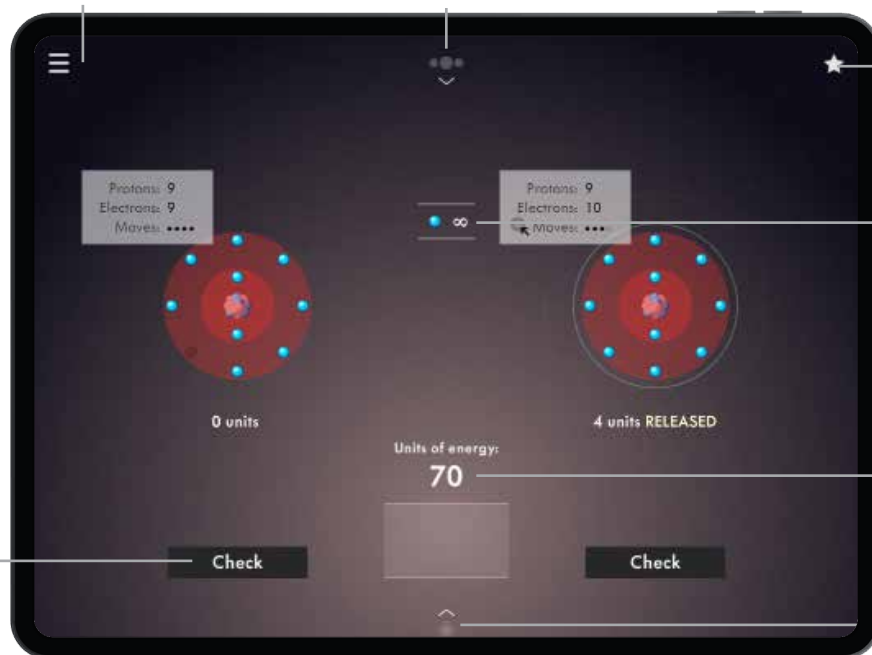 Protons: 9
Electrons: 9
Moves: ••••
∞
Protons: 9
Electrons: 10
Moves: •••
0 units
4 units RELEASED
Units of energy:
70
Check
Check